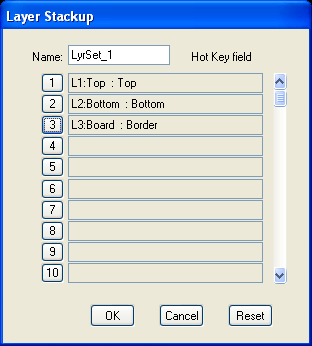 Layer Stackup
Name: LyrSet_1 Hot Key field
1 L1:Top : Top
2 L2:Bottom : Bottom
3 L3:Board : Border
4
5
6
7
8
9
10
OK Cancel Reset